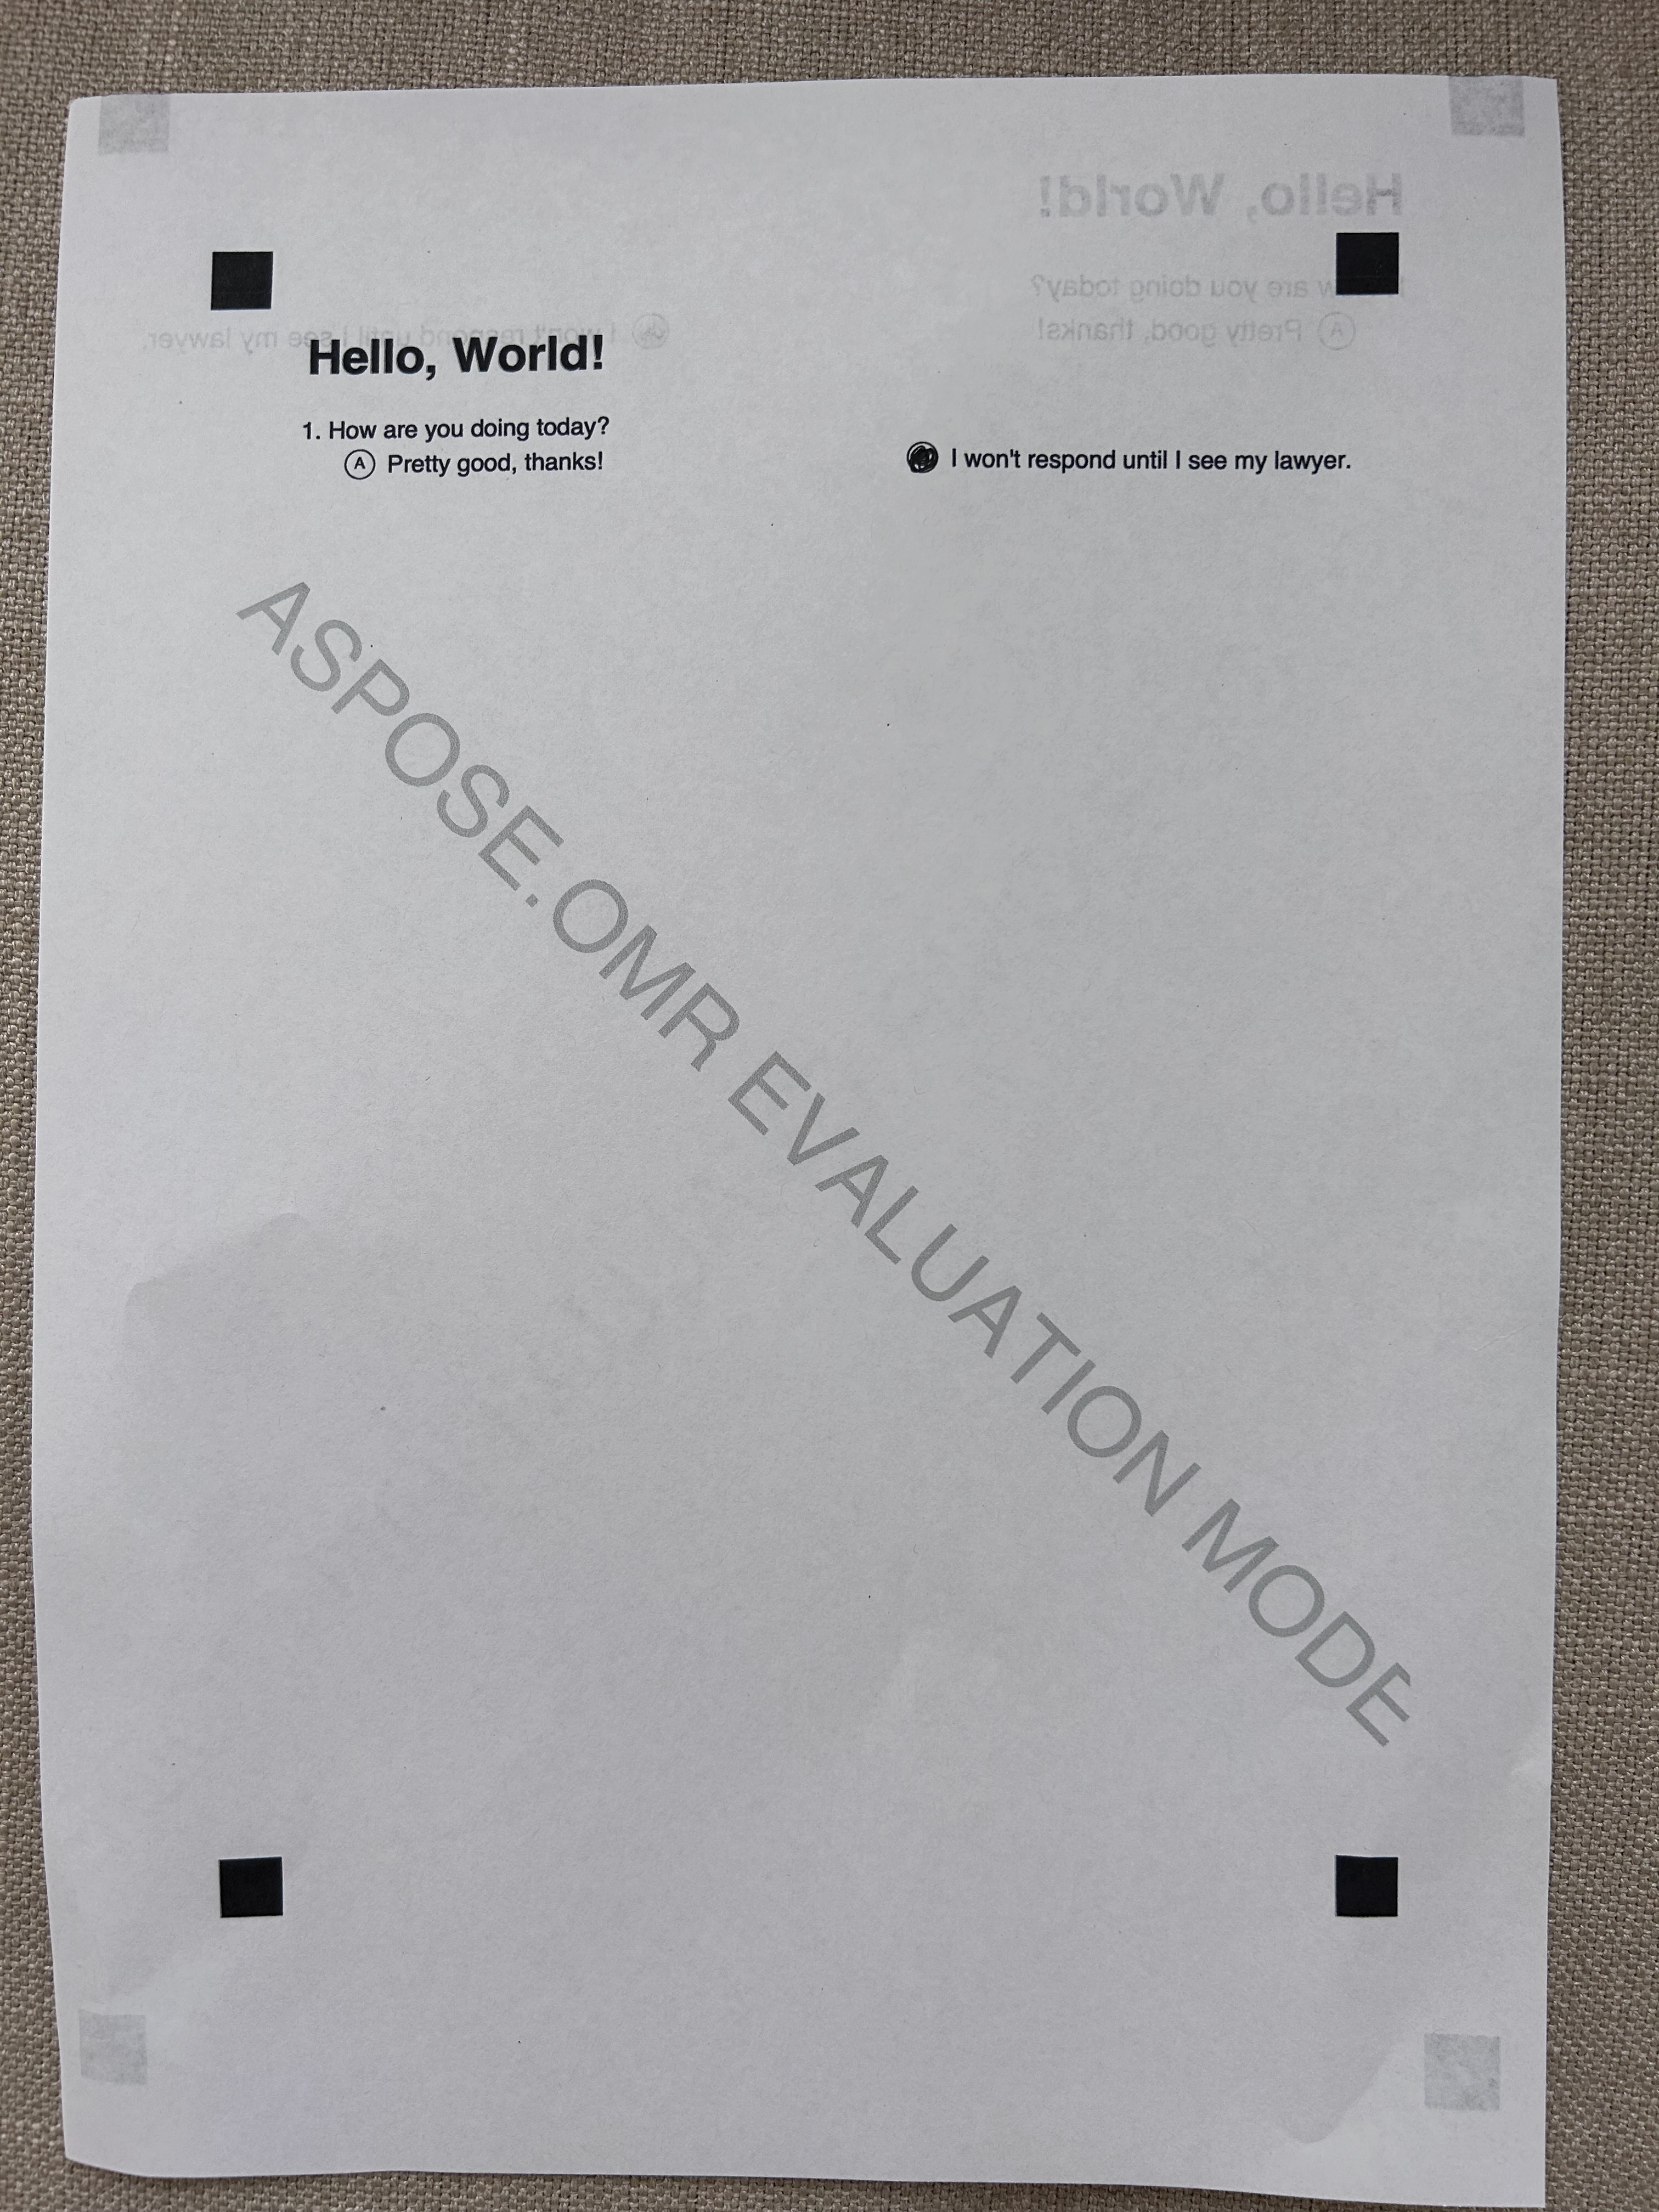 Hello, World!
1. How are you doing today?
A Pretty good, thanks!
I won't respond until I see my lawyer.
ASPOSE.OMR EVALUATION MODE